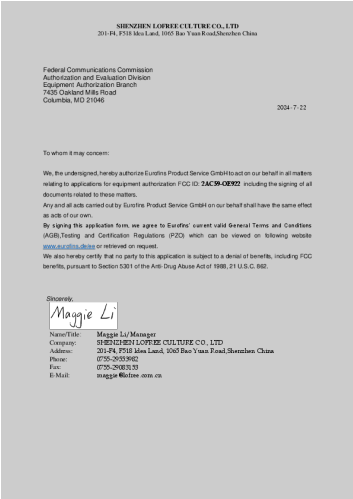 SHENZHEN LOFREE CULTURE CO., LTD
201-F4, F518 Idea Land, 1065 Bao Yuan Road,Shenzhen China
Federal Communications Commission
Authorization and Evaluation Division
Equipment Authorization Branch
7435 Oakland Mills Road
Columbia, MD 21046
2024-7-22
To whom it may concern:
We, the undersigned, hereby authorize Eurofins Product Service GmbH to act on our behalf in all matters
relating to applications for equipment authorization FCC ID: 2AC59-OE922 including the signing of all
documents related to these matters.
Any and all acts carried out by Eurofins Product Service GmbH on our behalf shall have the same effect
as acts of our own.
By signing this application form, we agree to Eurofins' current valid General Terms and Conditions
(AGB),Testing and Certification Regulations (PZO) which can be viewed on following website
www.eurofins.de/ee or retrieved on request.
We also hereby certify that no party to this application is subject to a denial of benefits, including FCC
benefits, pursuant to Section 5301 of the Anti-Drug Abuse Act of 1988, 21 U.S.C. 862.
Sincerely,
Maggie Li
Name/Title: Maggie Li/ Manager
Company: SHENZHEN LOFREE CULTURE CO., LTD
Address: 201-F4, F518 Idea Land, 1065 Bao Yuan Road,Shenzhen China
Phone: 0755-29353982
Fax: 0755-29083153
E-Mail: maggie@lofree.com.cn